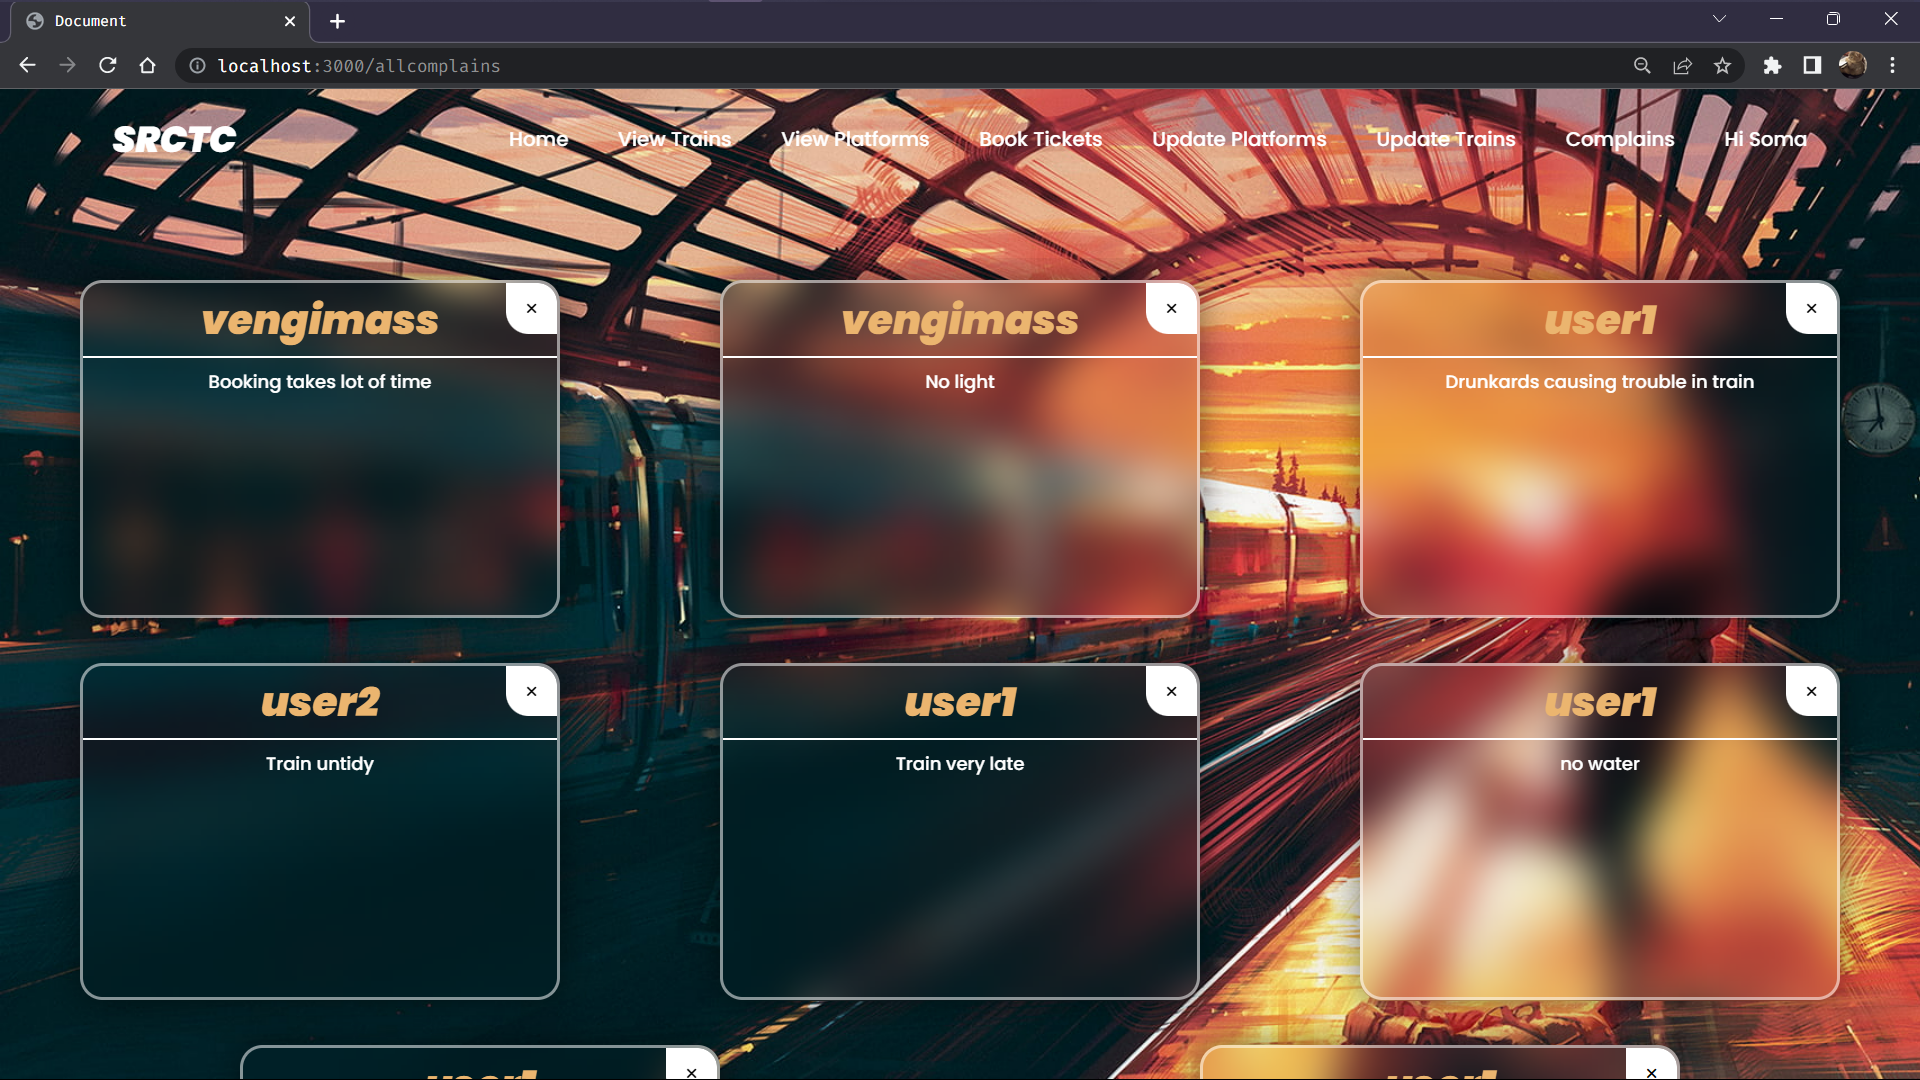 Document
localhost:3000/allcomplains
SRCTC Home View Trains View Platforms Book Tickets Update Platforms Update Trains Complains Hi Soma
vengimass
Booking takes lot of time
vengimass
No light
user1
Drunkards causing trouble in train
user2
Train untidy
user1
Train very late
user1
no water
user1
user1